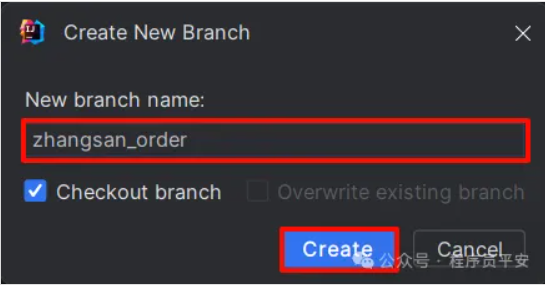 Create New Branch
New branch name:
zhangsan_order
Checkout branch
Overwrite existing branch
Create
Cancel
公众号 · 程序员平安